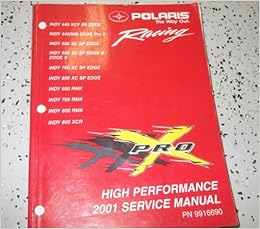 POLARIS
The Way Out.
Racing
INDY 440 XCF SP EDGE
INDY 440/600 EDGE Pro X
INDY 500 XC SP EDGE
INDY 600 XC SP EDGE &
EDGE X
INDY 700 XC SP EDGE
INDY 800 XC SP EDGE
INDY 600 RMK
INDY 700 RMK
INDY 800 RMK
INDY 800 XCR
X
PRO
HIGH PERFORMANCE
2001 SERVICE MANUAL
PN 9916690